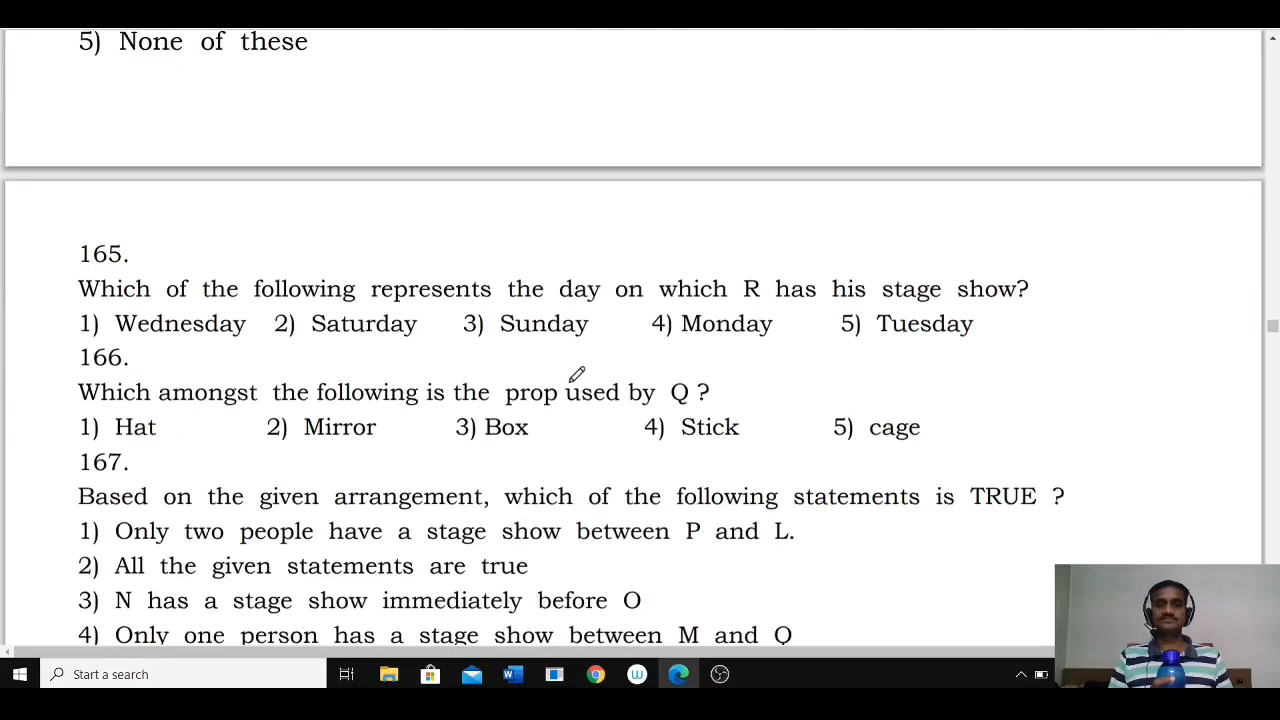 5) None of these
165.
Which of the following represents the day on which R has his stage show?
1) Wednesday 2) Saturday 3) Sunday 4) Monday 5) Tuesday
166.
Which amongst the following is the prop used by Q ?
1) Hat 2) Mirror 3) Box 4) Stick 5) cage
167.
Based on the given arrangement, which of the following statements is TRUE ?
1) Only two people have a stage show between P and L.
2) All the given statements are true
3) N has a stage show immediately before O
4) Only one person has a stage show between M and Q
Start a search